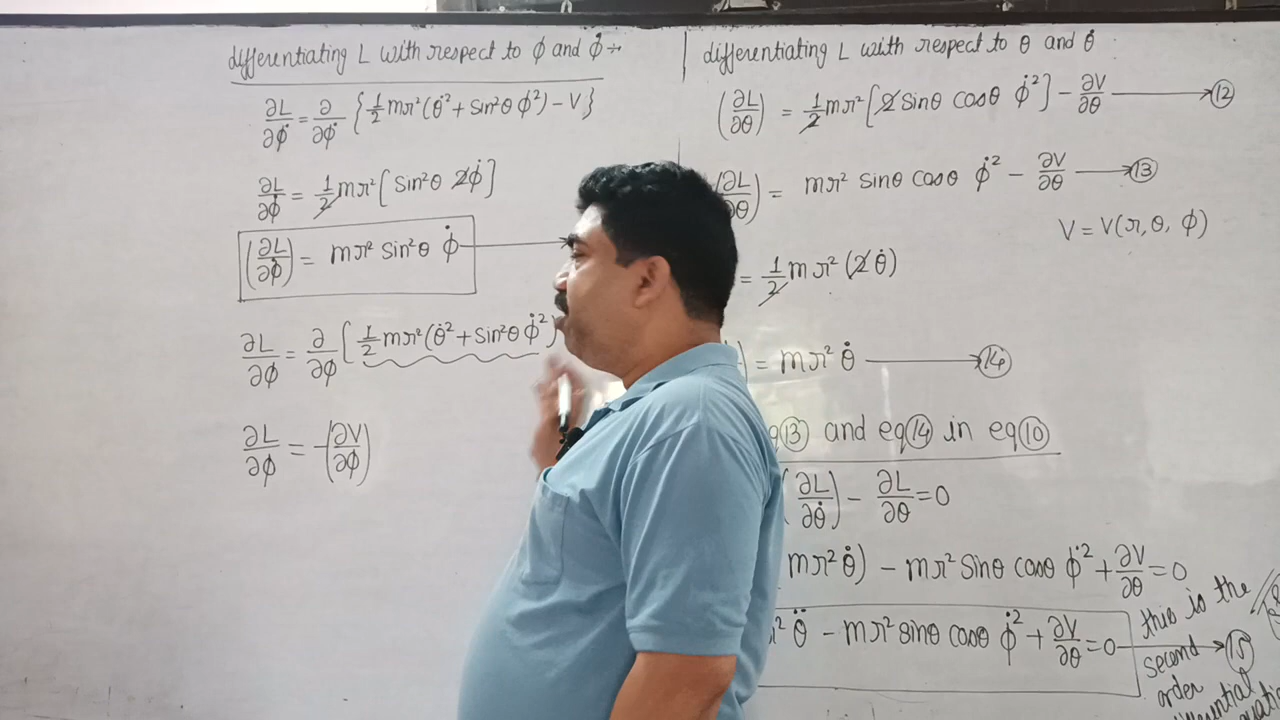 differentiating L with respect to ϕ and ϕ̇ :-
∂L/∂ϕ̇ = ∂/∂ϕ̇ {1/2 mr²(θ̇² + Sin²θ ϕ̇²) - V}
∂L/∂ϕ̇ = 1/2 mr² [Sin²θ 2ϕ̇]
(∂L/∂ϕ̇) = mr² Sin²θ ϕ̇
∂L/∂ϕ = ∂/∂ϕ [1/2 mr²(θ̇² + Sin²θ ϕ̇²)
∂L/∂ϕ = -(∂V/∂ϕ)
differentiating L with respect to θ and θ̇
(∂L/∂θ) = 1/2 mr² [2 Sinθ cosθ ϕ̇²] - ∂V/∂θ → (12)
(∂L/∂θ) = mr² sinθ cosθ ϕ̇² - ∂V/∂θ → (13)
V = V(r, θ, ϕ)
= 1/2 mr² (2θ̇)
) = mr² θ̇ → (14)
eq(13) and eq(14) in eq(10)
(∂L/∂θ̇) - ∂L/∂θ = 0
mr² θ̇) - mr² Sinθ cosθ ϕ̇² + ∂V/∂θ = 0
r² θ̈ - mr² sinθ cosθ ϕ̇² + ∂V/∂θ = 0 → (15)
this is the
second
order
differential